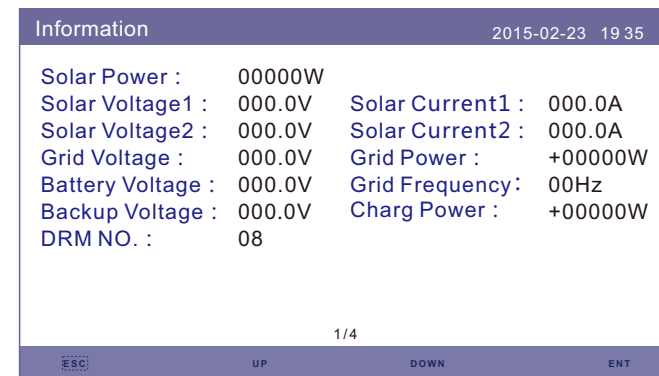 Information 2015-02-23 19 35
Solar Power : 00000W
Solar Voltage1 : 000.0V Solar Current1 : 000.0A
Solar Voltage2 : 000.0V Solar Current2 : 000.0A
Grid Voltage : 000.0V Grid Power : +00000W
Battery Voltage : 000.0V Grid Frequency: 00Hz
Backup Voltage : 000.0V Charg Power : +00000W
DRM NO. : 08
1/4
ESC UP DOWN ENT